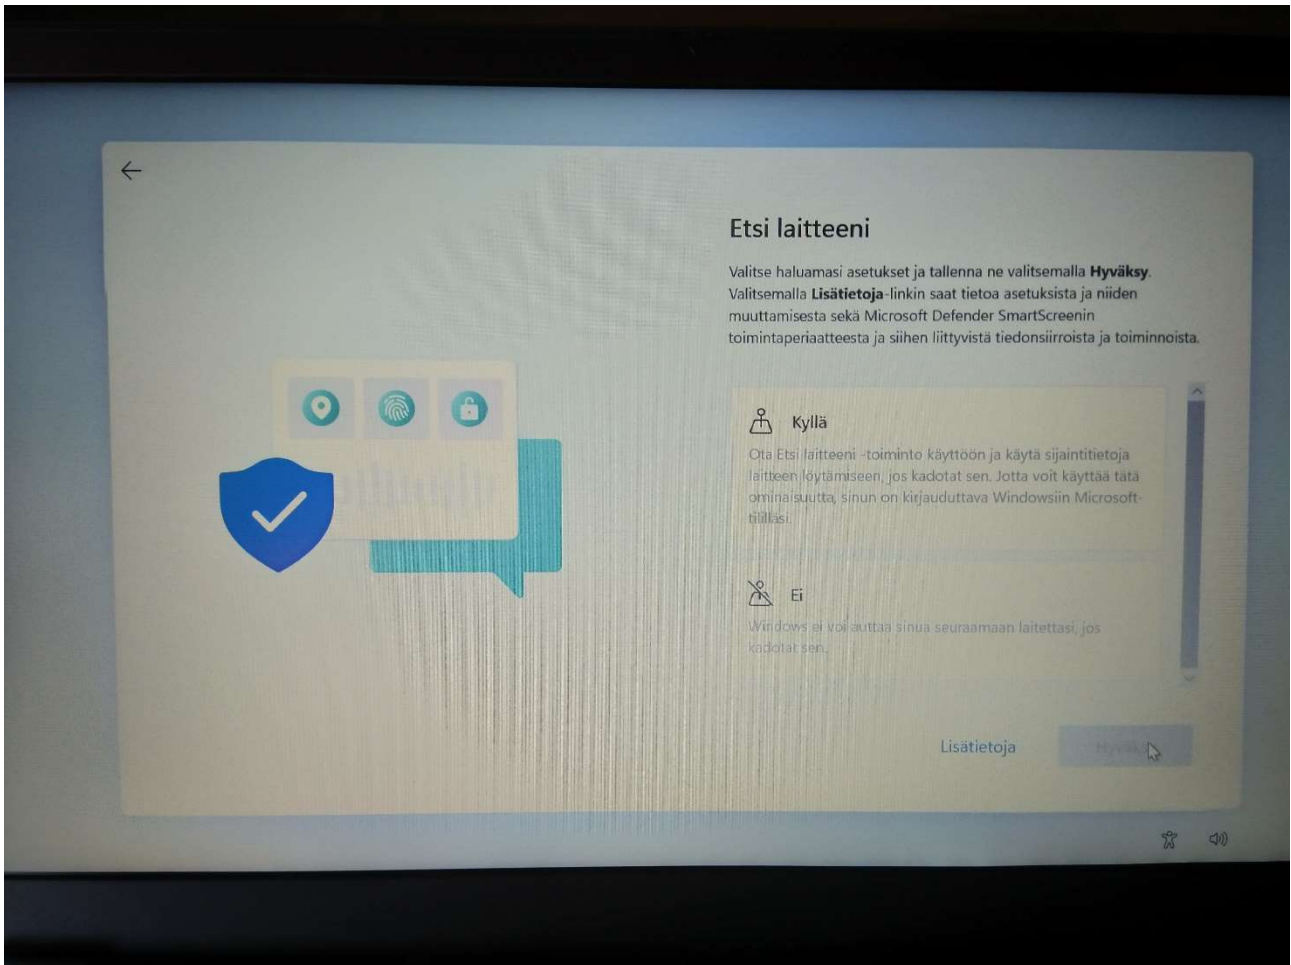 Etsi laitteeni
Valitse haluamasi asetukset ja tallenna ne valitsemalla Hyväksy.
Valitsemalla Lisätietoja-linkin saat tietoa asetuksista ja niiden
muuttamisesta sekä Microsoft Defender SmartScreenin
toimintaperiaatteesta ja siihen liittyvistä tiedonsiirroista ja toiminnoista.
Kyllä
Ota Etsi laitteeni -toiminto käyttöön ja käytä sijaintitietoja
laitteen löytämiseen, jos kadotat sen. Jotta voit käyttää tätä
ominaisuutta, sinun on kirjauduttava Windowsiin Microsoft-
tililläsi.
Ei
Windows ei voi auttaa sinua seuraamaan laitettasi, jos
kadotat sen.
Lisätietoja